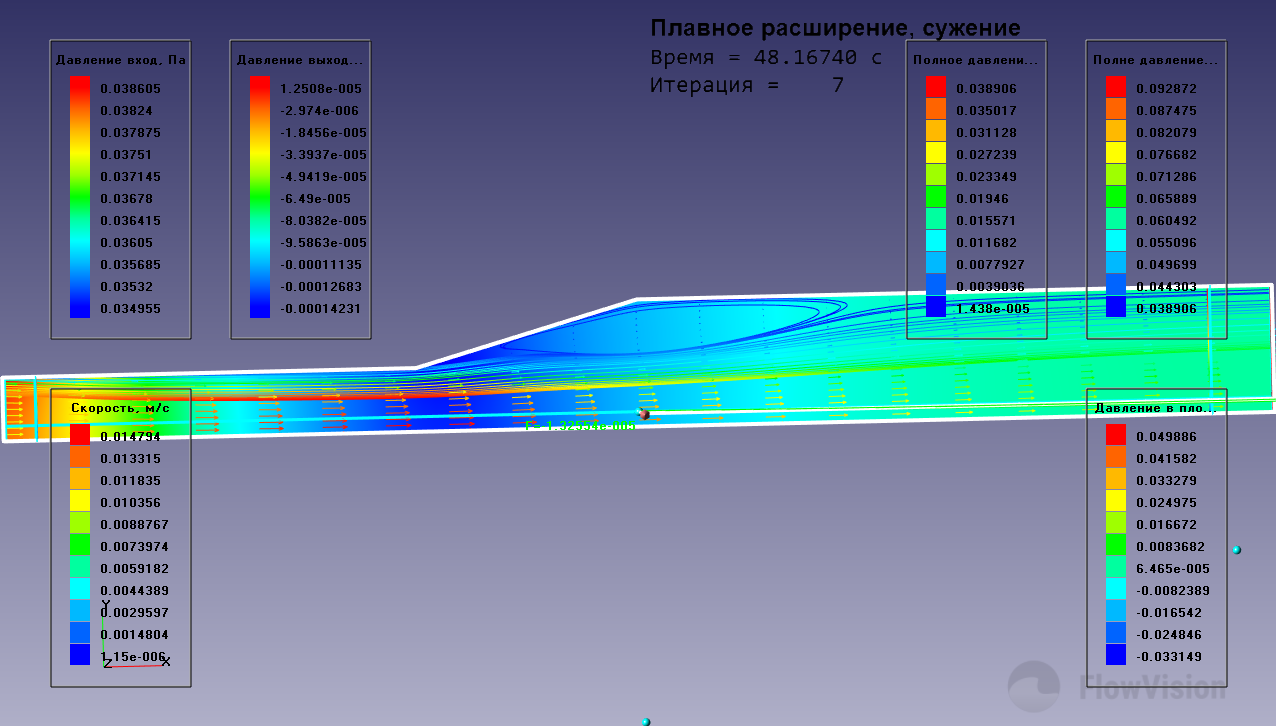 Плавное расширение, сужение
Время = 48.16740 с
Итерация = 7
Давление вход, Па
0.038605
0.03824
0.037875
0.03751
0.037145
0.03678
0.036415
0.03605
0.035685
0.03532
0.034955
Давление выход...
1.2508e-005
-2.974e-006
-1.8456e-005
-3.3937e-005
-4.9419e-005
-6.49e-005
-8.0382e-005
-9.5863e-005
-0.00011135
-0.00012683
-0.00014231
Полное давлени...
0.038906
0.035017
0.031128
0.027239
0.023349
0.01946
0.015571
0.011682
0.0077927
0.0039036
1.438e-005
Полне давление...
0.092872
0.087475
0.082079
0.076682
0.071286
0.065889
0.060492
0.055096
0.049699
0.044303
0.038906
Скорость, м/с
0.014794
0.013315
0.011835
0.010356
0.0088767
0.0073974
0.0059182
0.0044389
0.0029597
0.0014804
1.15e-006
Y
Z
X
Давление в пло...
0.049886
0.041582
0.033279
0.024975
0.016672
0.0083682
6.465e-005
-0.0082389
-0.016542
-0.024846
-0.033149
FlowVision